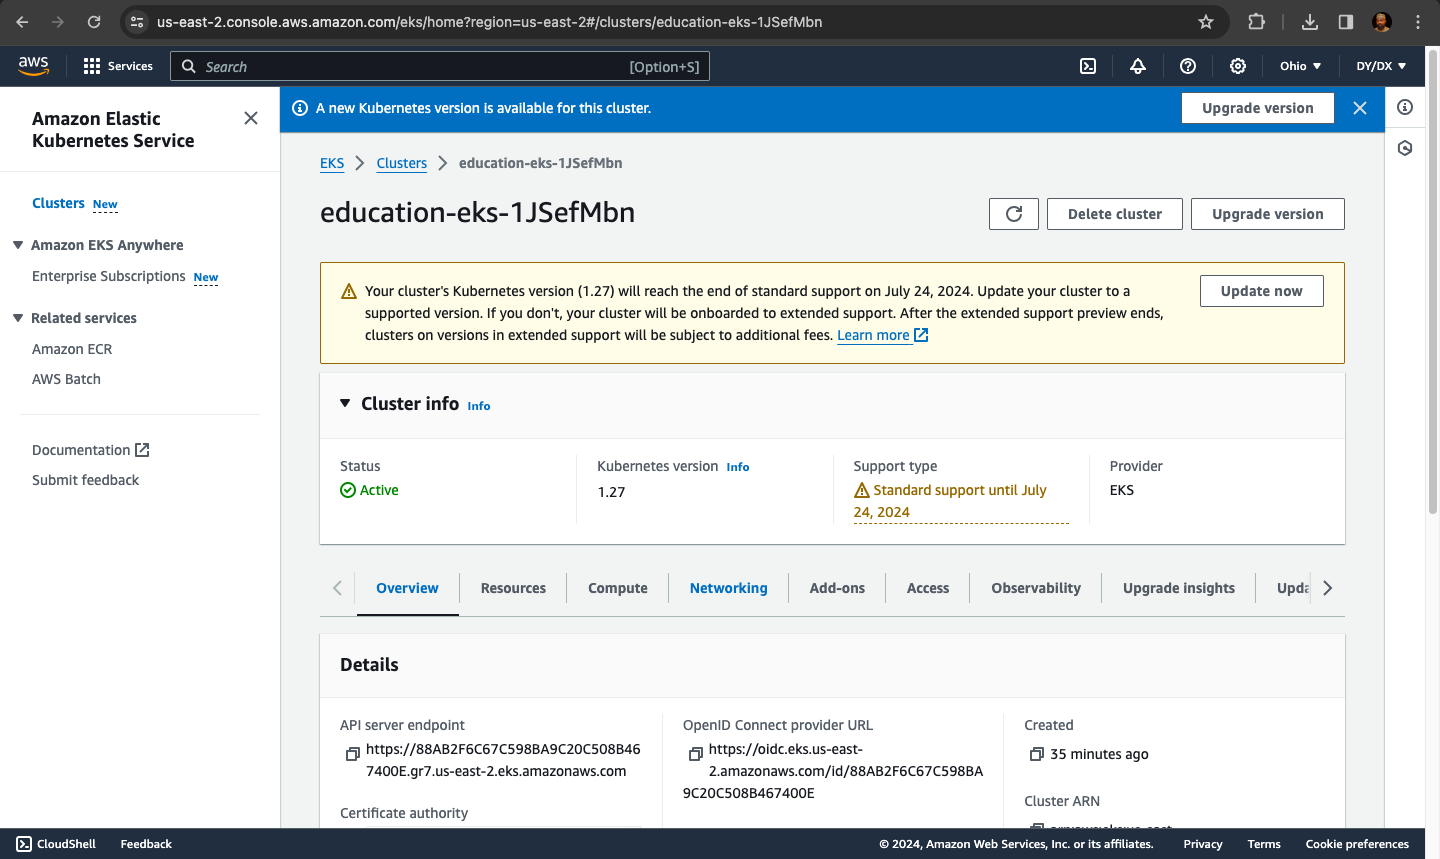 us-east-2.console.aws.amazon.com/eks/home?region=us-east-2#/clusters/education-eks-1JSefMbn
aws
Services
Search
[Option+S]
Ohio
DY/DX
Amazon Elastic
Kubernetes Service
Clusters New
Amazon EKS Anywhere
Enterprise Subscriptions New
Related services
Amazon ECR
AWS Batch
Documentation
Submit feedback
A new Kubernetes version is available for this cluster.
Upgrade version
EKS
Clusters
education-eks-1JSefMbn
education-eks-1JSefMbn
Delete cluster
Upgrade version
Your cluster's Kubernetes version (1.27) will reach the end of standard support on July 24, 2024. Update your cluster to a
supported version. If you don't, your cluster will be onboarded to extended support. After the extended support preview ends,
clusters on versions in extended support will be subject to additional fees. Learn more
Update now
Cluster info Info
Status
Active
Kubernetes version Info
1.27
Support type
Standard support until July
24, 2024
Provider
EKS
Overview
Resources
Compute
Networking
Add-ons
Access
Observability
Upgrade insights
Details
API server endpoint
https://88AB2F6C67C598BA9C20C508B46
7400E.gr7.us-east-2.eks.amazonaws.com
Certificate authority
OpenID Connect provider URL
https://oidc.eks.us-east-
2.amazonaws.com/id/88AB2F6C67C598BA
9C20C508B467400E
Created
35 minutes ago
Cluster ARN
CloudShell
Feedback
© 2024, Amazon Web Services, Inc. or its affiliates.
Privacy
Terms
Cookie preferences